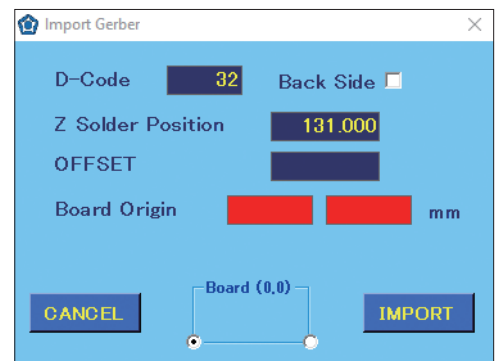 Import Gerber
D-Code 32 Back Side
Z Solder Position 131.000
OFFSET
Board Origin mm
Board (0,0)
CANCEL IMPORT